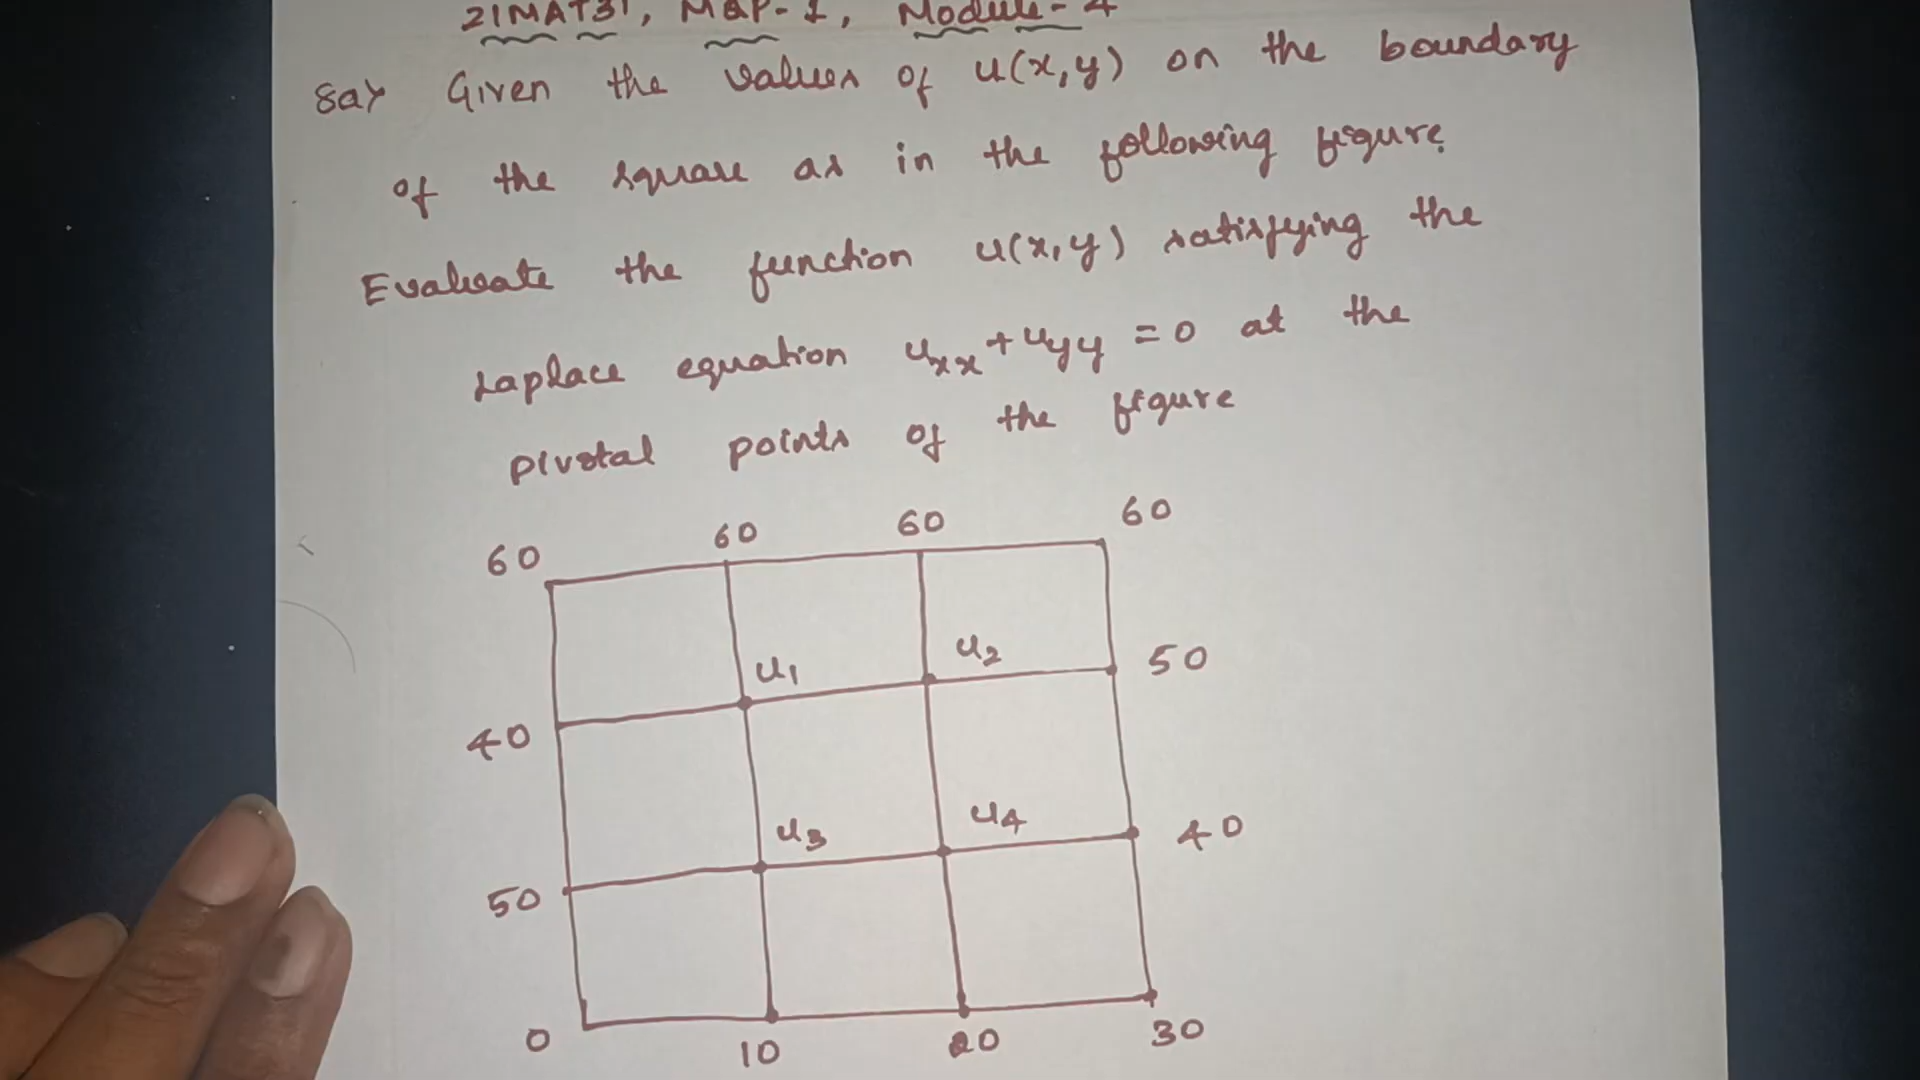 21MAT31, MQP-1, Module-4
8a> Given the values of u(x,y) on the boundary
of the square as in the following figure.
Evaluate the function u(x,y) satisfying the
Laplace equation uxx + uyy = 0 at the
pivotal points of the figure
60 60 60 60
u1 u2 50
40
u3 u4 40
50
0 10 20 30